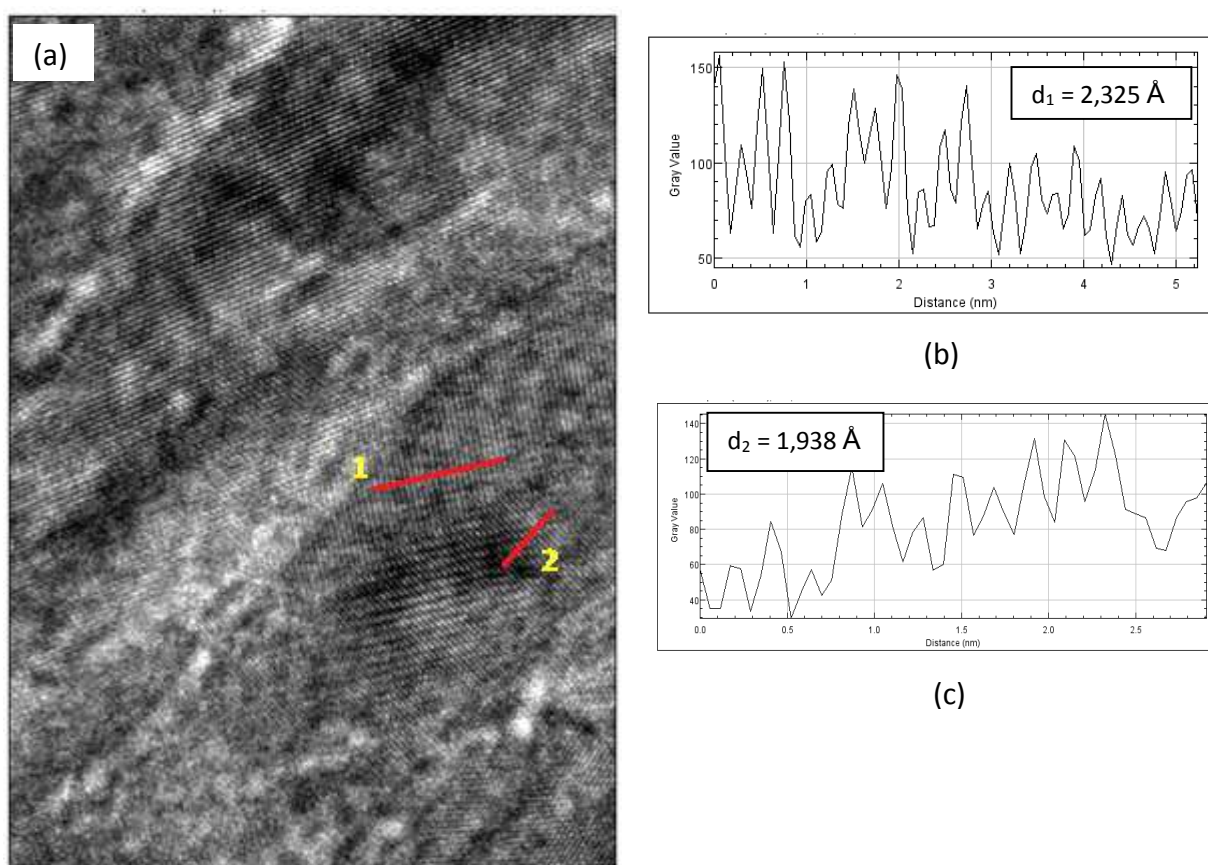 (a)
1
2
d₁ = 2,325 Å
150
100
50
Gray Value
0 1 2 3 4 5
Distance (nm)
(b)
d₂ = 1,938 Å
140
120
100
80
60
40
Gray Value
0.0 0.5 1.0 1.5 2.0 2.5
Distance (nm)
(c)